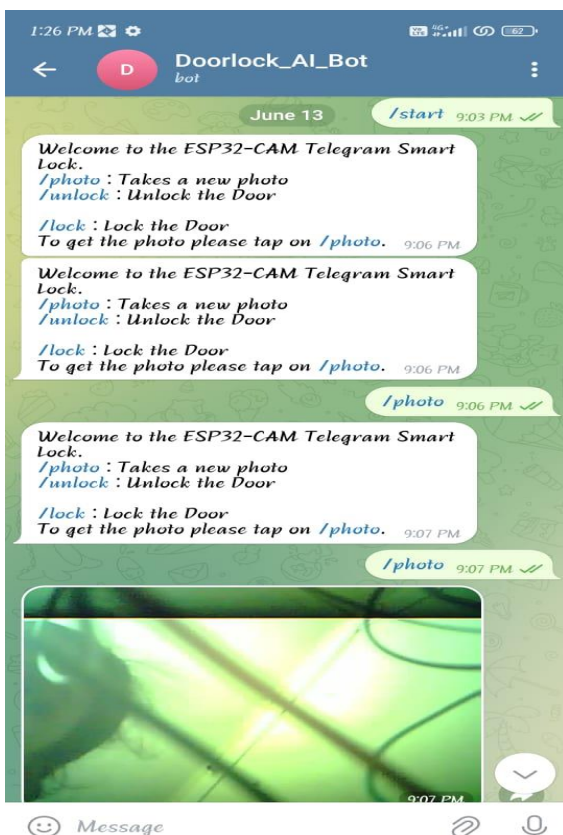 1:26 PM
4G+
62
D
Doorlock_AI_Bot
bot
June 13
/start 9:03 PM
Welcome to the ESP32-CAM Telegram Smart
Lock.
/photo : Takes a new photo
/unlock : Unlock the Door
/lock : Lock the Door
To get the photo please tap on /photo. 9:06 PM
Welcome to the ESP32-CAM Telegram Smart
Lock.
/photo : Takes a new photo
/unlock : Unlock the Door
/lock : Lock the Door
To get the photo please tap on /photo. 9:06 PM
/photo 9:06 PM
Welcome to the ESP32-CAM Telegram Smart
Lock.
/photo : Takes a new photo
/unlock : Unlock the Door
/lock : Lock the Door
To get the photo please tap on /photo. 9:07 PM
/photo 9:07 PM
9:07 PM
Message